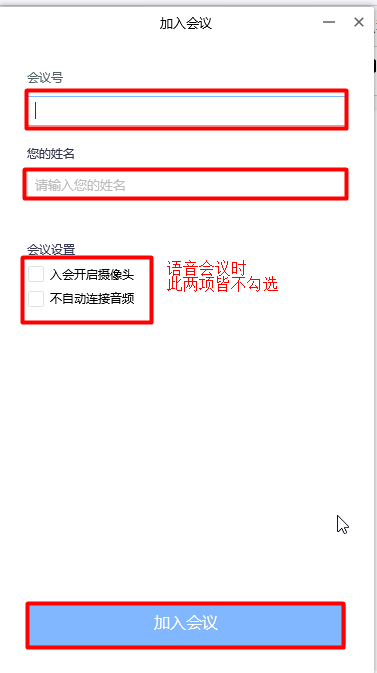 加入会议
会议号
您的姓名
请输入您的姓名
会议设置
入会开启摄像头
不自动连接音频
语音会议时
此两项皆不勾选
加入会议